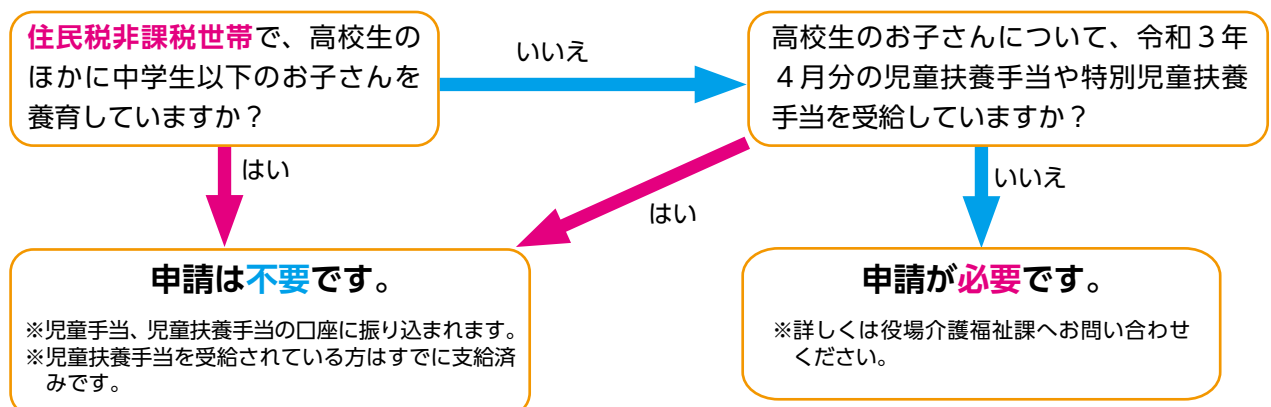 住民税非課税世帯で、高校生の
ほかに中学生以下のお子さんを
養育していますか？
いいえ
高校生のお子さんについて、令和３年
４月分の児童扶養手当や特別児童扶養
手当を受給していますか？
はい
はい
いいえ
申請は不要です。
※児童手当、児童扶養手当の口座に振り込まれます。
※児童扶養手当を受給されている方はすでに支給済
みです。
申請が必要です。
※詳しくは役場介護福祉課へお問い合わせ
ください。